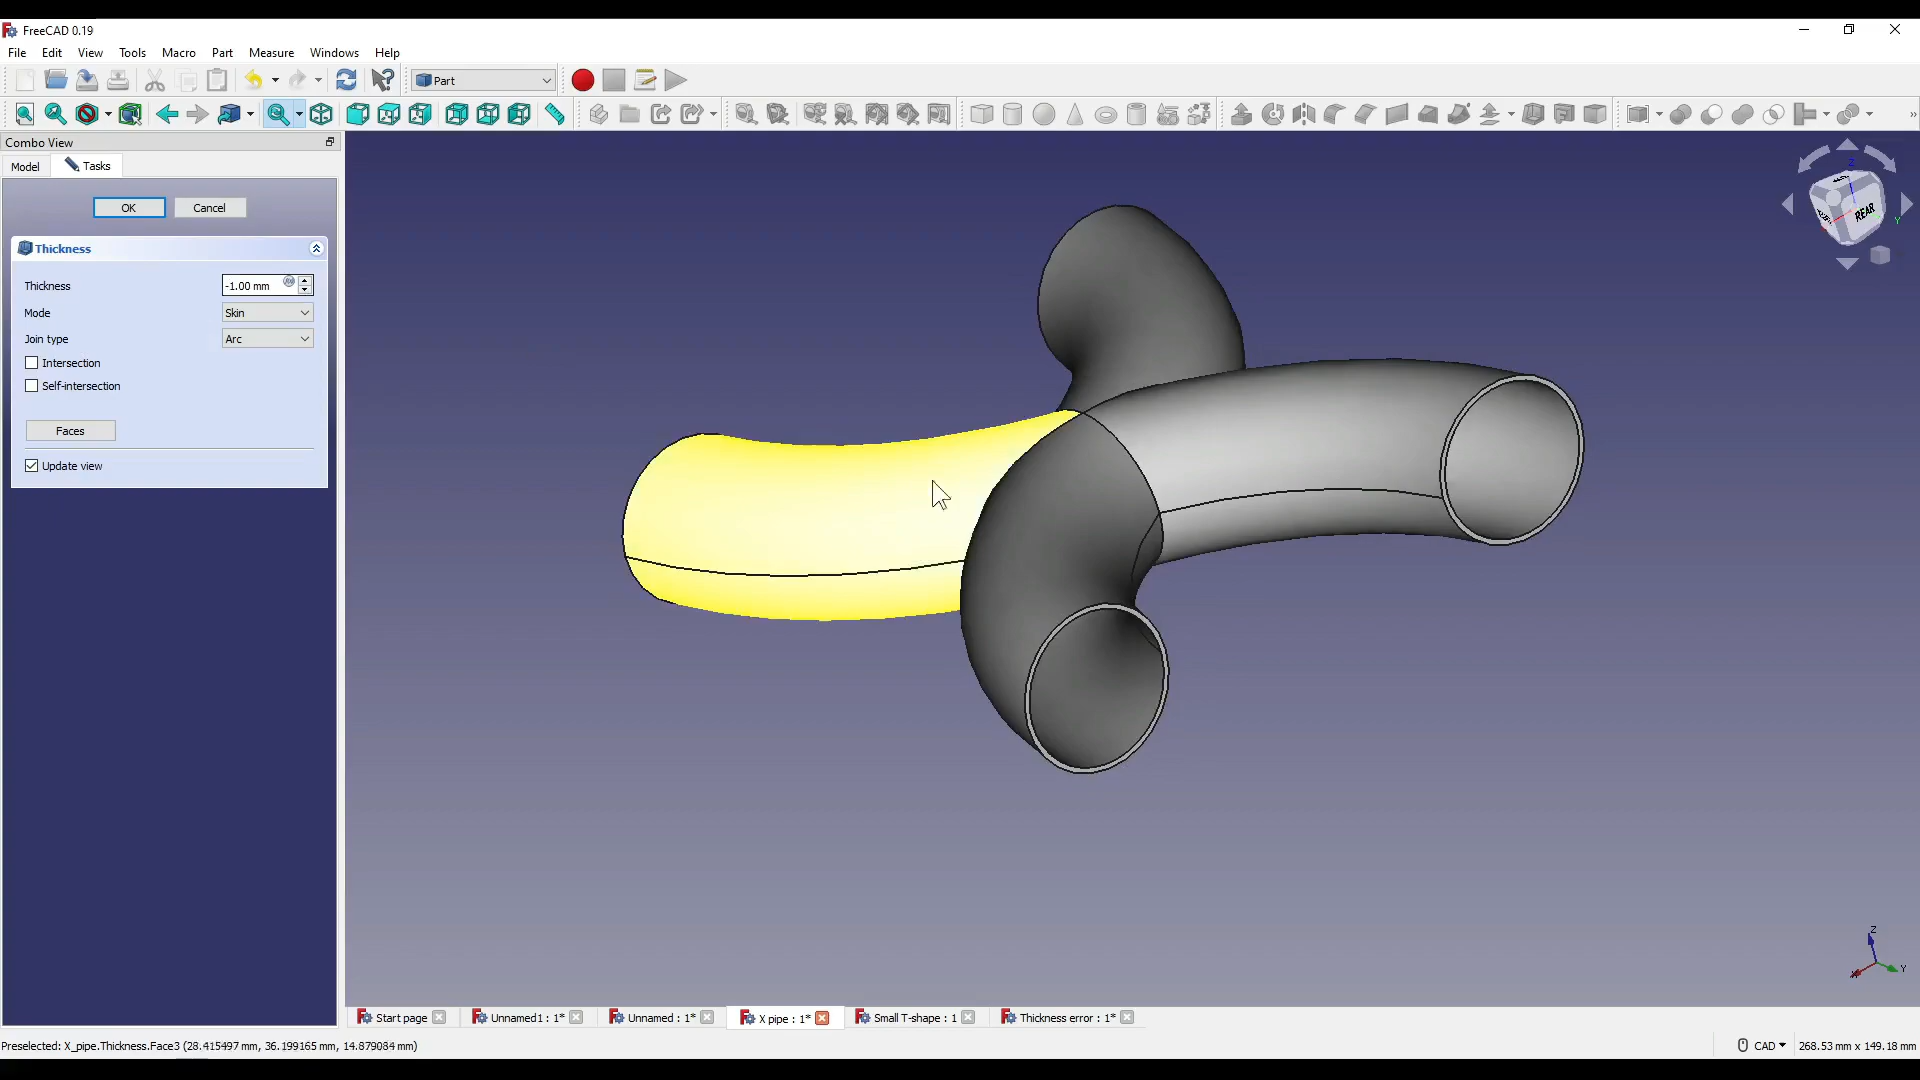 FreeCAD 0.19
File Edit View Tools Macro Part Measure Windows Help
Part
Combo View
Model Tasks
OK Cancel
Thickness
Thickness -1.00 mm
Mode Skin
Join type Arc
Intersection
Self-intersection
Faces
Update view
REAR
Z
Y
Z
X
Y
Start page Unnamed1 : 1* Unnamed : 1* X pipe : 1* Small T-shape : 1 Thickness error : 1*
Preselected: X_pipe.Thickness.Face3 (28.415497 mm, 36.199165 mm, 14.879084 mm) CAD 268.53 mm x 149.18 mm